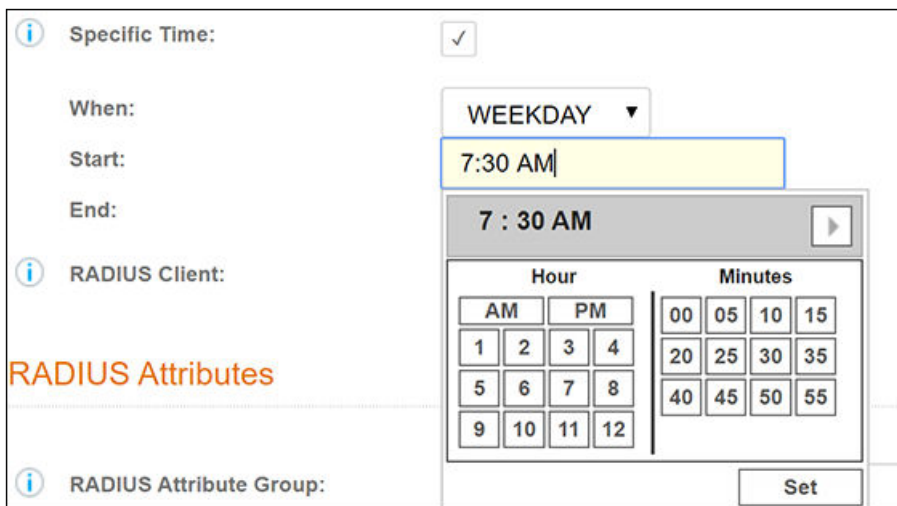 Specific Time:
When: WEEKDAY
Start: 7:30 AM
End:
7 : 30 AM
RADIUS Client:
Hour Minutes
AM PM
00 05 10 15
1 2 3 4
20 25 30 35
5 6 7 8
40 45 50 55
9 10 11 12
RADIUS Attributes
RADIUS Attribute Group:
Set